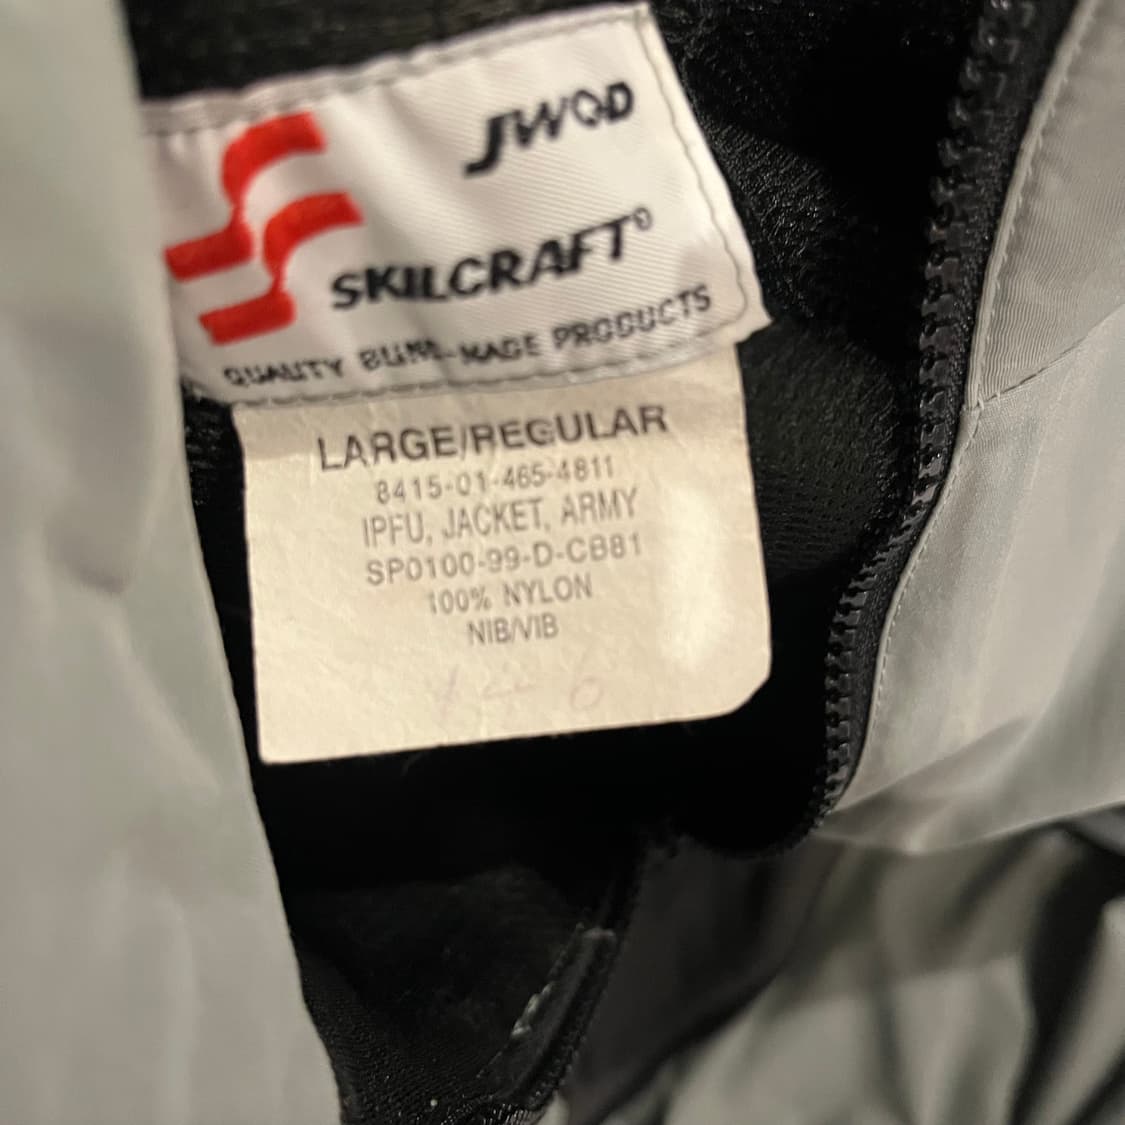 JWOD
SKILCRAFT®
QUALITY BLIND-MADE PRODUCTS
LARGE/REGULAR
8415-01-465-4811
IPFU, JACKET, ARMY
SP0100-99-D-CB81
100% NYLON
NIB/VIB